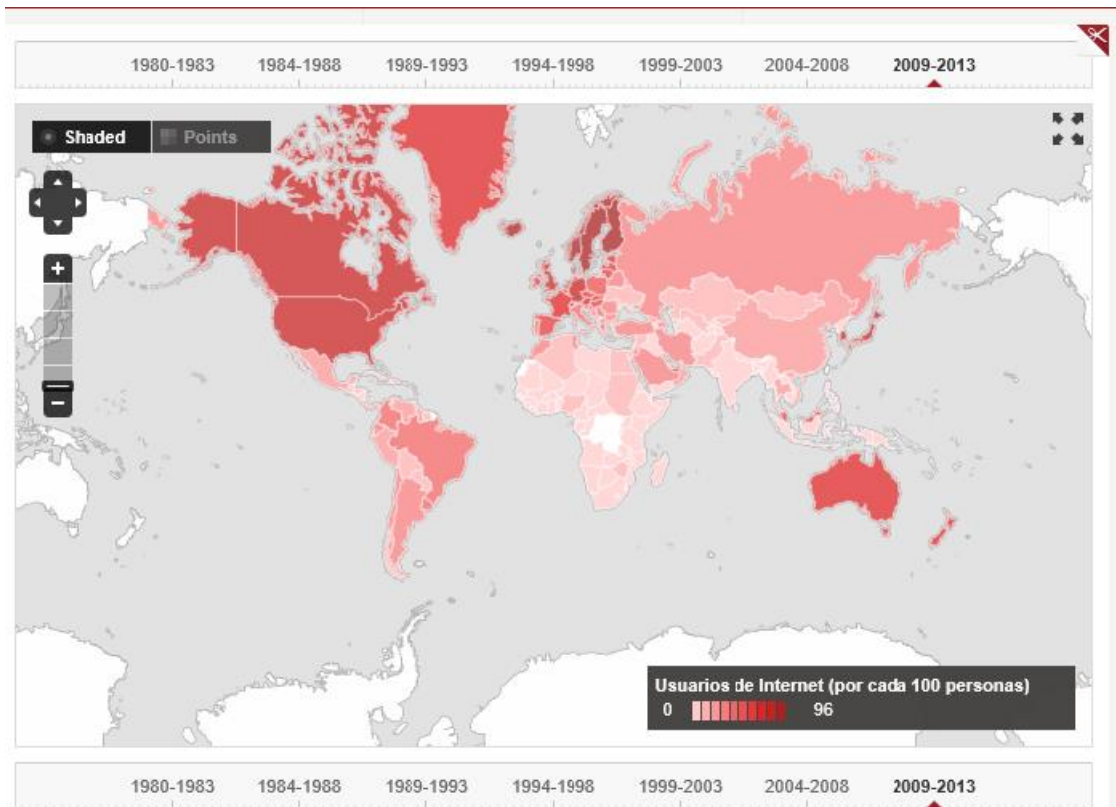 1980-1983 1984-1988 1989-1993 1994-1998 1999-2003 2004-2008 2009-2013
Shaded Points
+
−
Usuarios de Internet (por cada 100 personas)
0 96
1980-1983 1984-1988 1989-1993 1994-1998 1999-2003 2004-2008 2009-2013